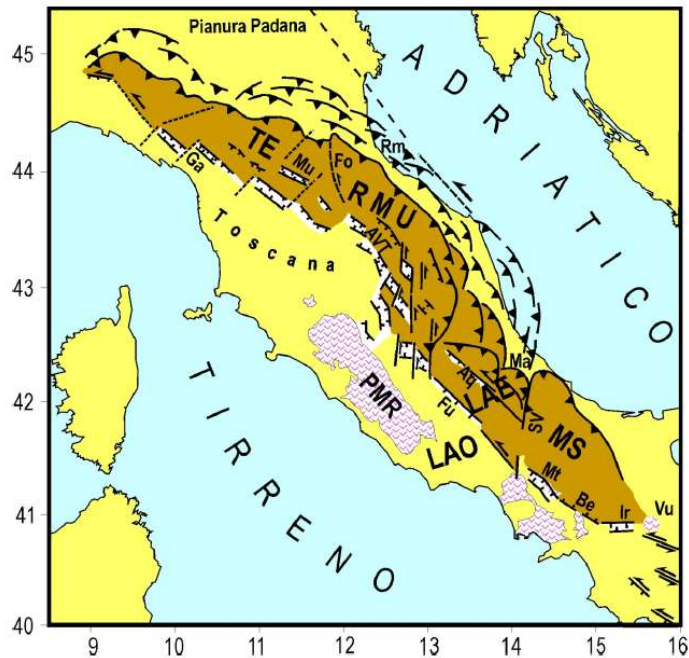 Pianura Padana
ADRIATICO
45
TE
Mu
Fo
Rm
44
Ga
RMU
Toscana
AVT
43
Ma
Aq
LAE
PMR
Fu
SV
42
LAO
MS
TIRRENO
Mt
Be
Ir
Vu
41
40
9 10 11 12 13 14 15 16